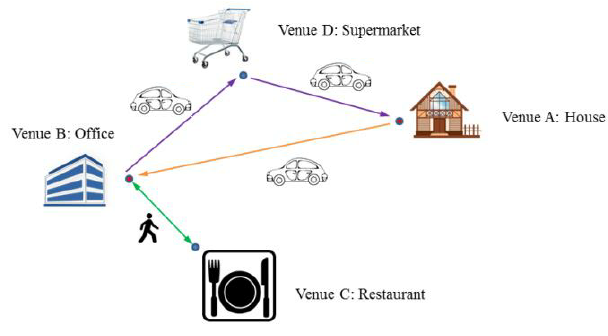 Venue D: Supermarket
Venue A: House
Venue B: Office
Venue C: Restaurant